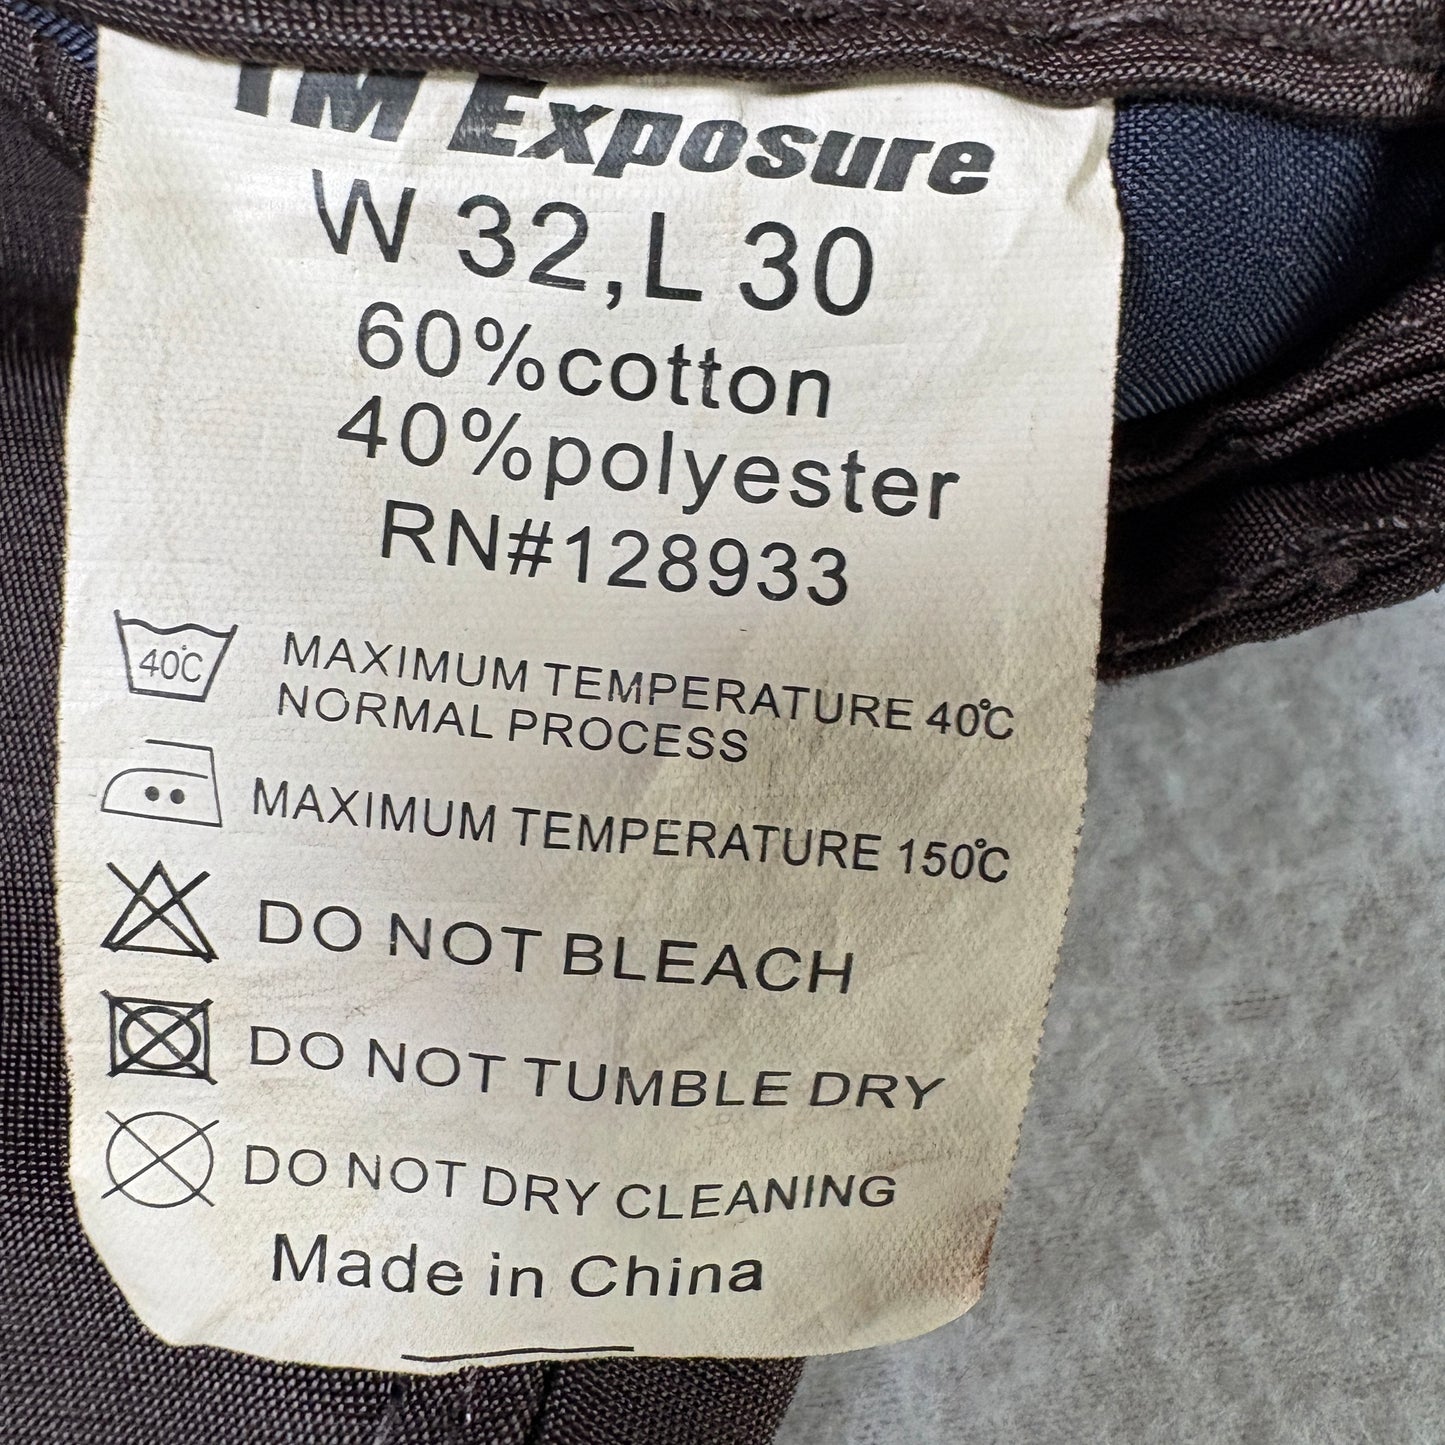 TM Exposure
W 32,L 30
60%cotton
40%polyester
RN#128933
40°C
MAXIMUM TEMPERATURE 40°C
NORMAL PROCESS
MAXIMUM TEMPERATURE 150°C
DO NOT BLEACH
DO NOT TUMBLE DRY
DO NOT DRY CLEANING
Made in China